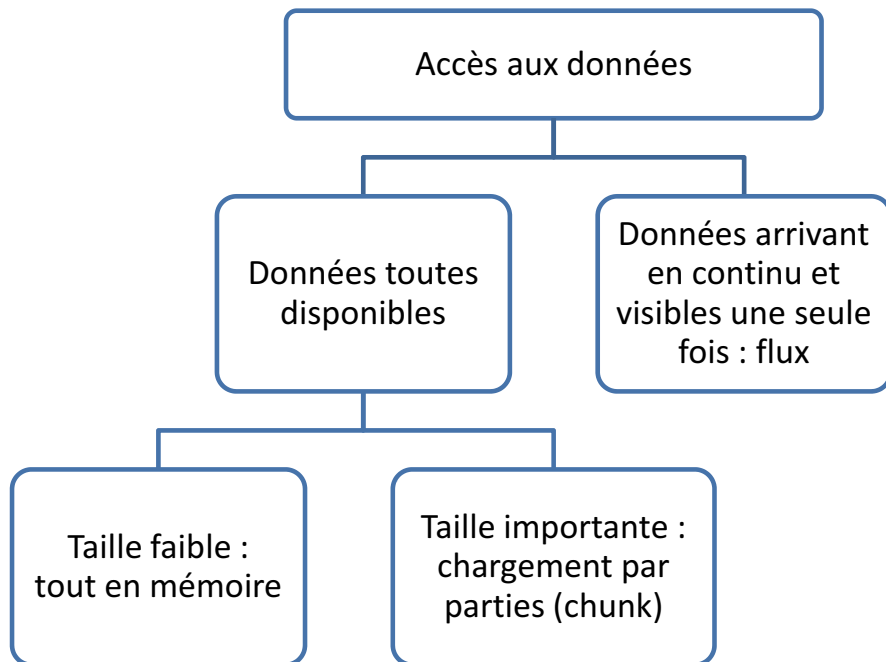 Accès aux données
Données toutes
disponibles
Données arrivant
en continu et
visibles une seule
fois : flux
Taille faible :
tout en mémoire
Taille importante :
chargement par
parties (chunk)